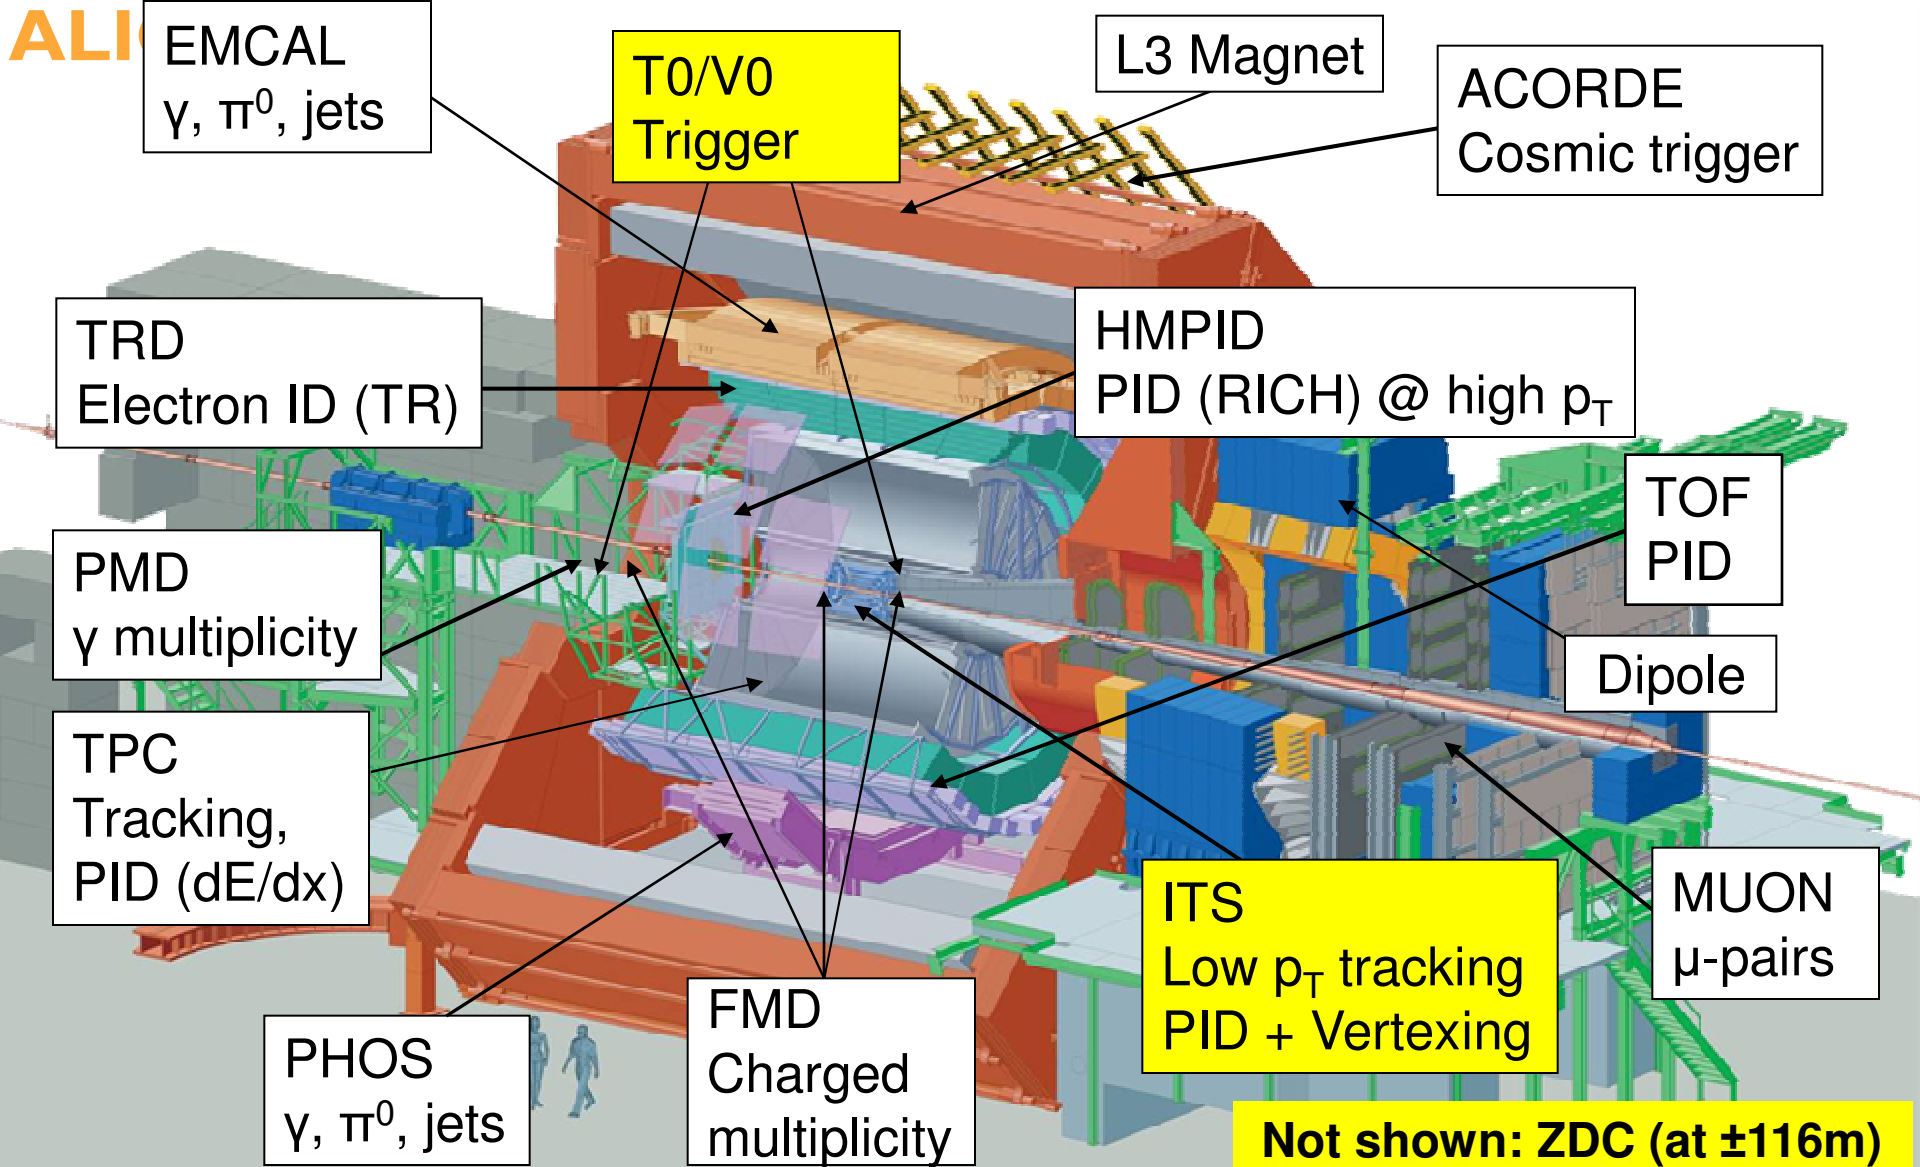 ALI
EMCAL
γ, π⁰, jets
T0/V0
Trigger
L3 Magnet
ACORDE
Cosmic trigger
TRD
Electron ID (TR)
HMPID
PID (RICH) @ high p_T
TOF
PID
PMD
γ multiplicity
Dipole
TPC
Tracking,
PID (dE/dx)
ITS
Low p_T tracking
PID + Vertexing
MUON
μ-pairs
PHOS
γ, π⁰, jets
FMD
Charged
multiplicity
Not shown: ZDC (at ±116m)